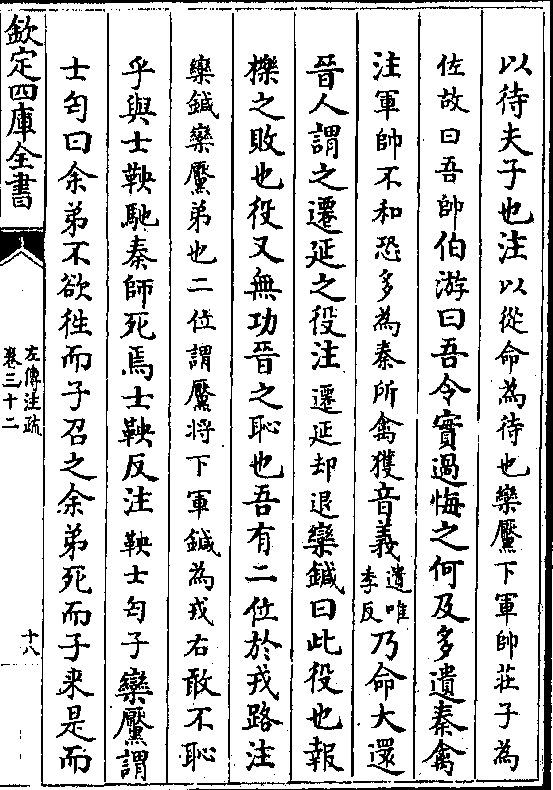 以待夫子也注以從命為待也欒黶下軍帥莊子為
佐故曰吾帥伯游曰吾令實過悔之何及多遺秦禽
注軍帥不和恐多為秦所禽獲音義遺唯
李反乃命大還
晉人謂之遷延之役注遷延却退欒鍼曰此役也報
櫟之敗也役又無功晉之恥也吾有二位於戎路注
欒鍼欒黶弟也二位謂黶將下軍鍼為戎右敢不恥
乎與士鞅馳秦師死焉士鞅反注鞅士匄子欒黶謂
士匄曰余弟不欲徃而子召之余弟死而子来是而
欽定四庫全書
左傳注疏
卷三十二
十八